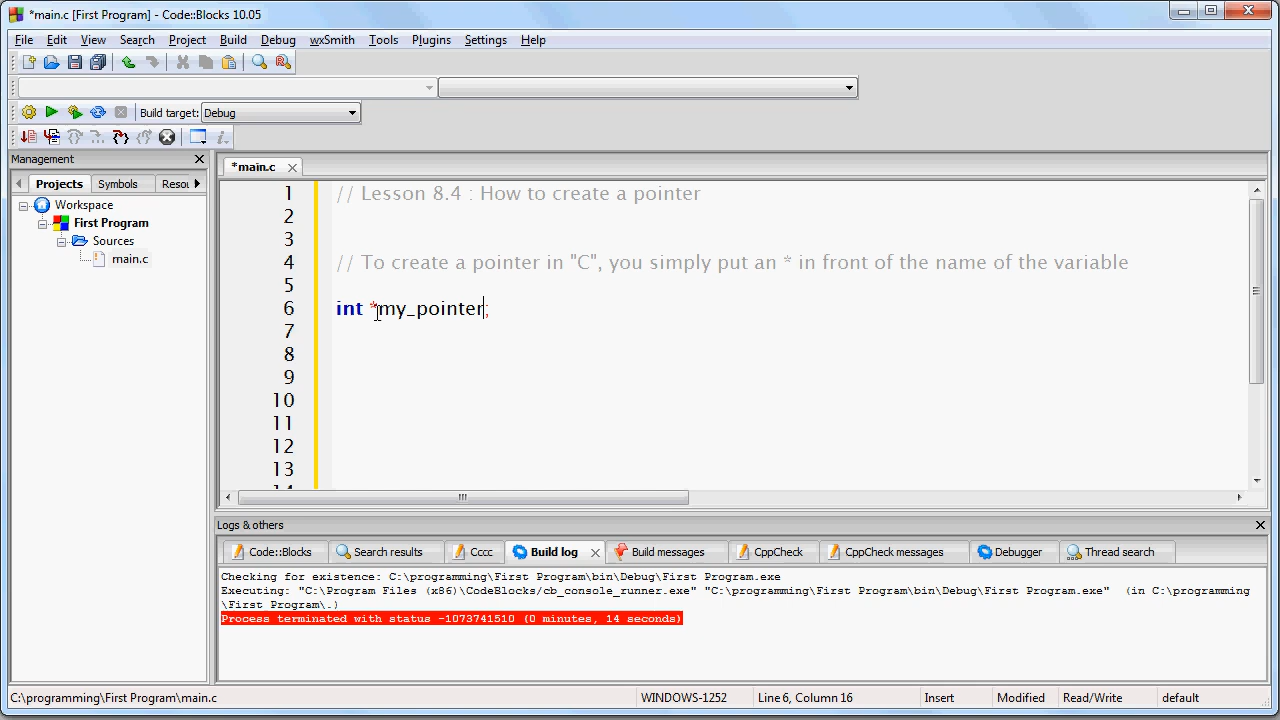 *main.c [First Program] - Code::Blocks 10.05
File Edit View Search Project Build Debug wxSmith Tools Plugins Settings Help
Build target: Debug
Management
*main.c
Projects Symbols Resou
Workspace
First Program
Sources
main.c
1 // Lesson 8.4 : How to create a pointer
2
3
4 // To create a pointer in "C", you simply put an * in front of the name of the variable
5
6 int *my_pointer;
7
8
9
10
11
12
13
14
Logs & others
Code::Blocks Search results Cccc Build log Build messages CppCheck CppCheck messages Debugger Thread search
Checking for existence: C:\programming\First Program\bin\Debug\First Program.exe
Executing: "C:\Program Files (x86)\CodeBlocks/cb_console_runner.exe" "C:\programming\First Program\bin\Debug\First Program.exe"  (in C:\programming
\First Program\.)
Process terminated with status -1073741510 (0 minutes, 14 seconds)
C:\programming\First Program\main.c WINDOWS-1252 Line 6, Column 16 Insert Modified Read/Write default